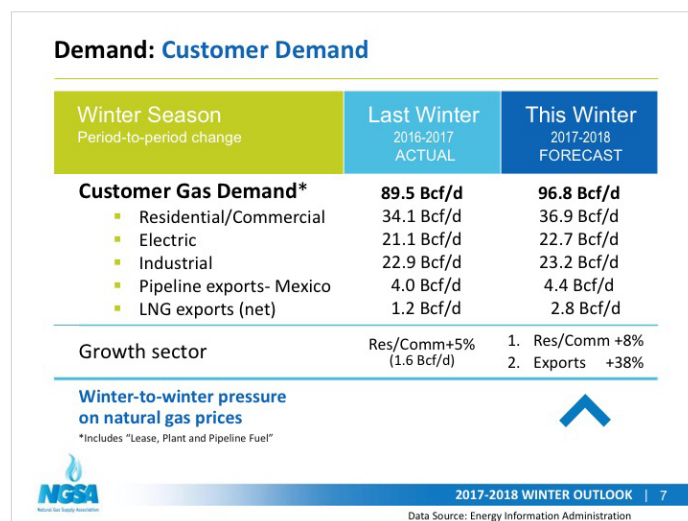 Demand: Customer Demand
Winter Season
Period-to-period change
Last Winter
2016-2017
ACTUAL
This Winter
2017-2018
FORECAST
Customer Gas Demand* 89.5 Bcf/d 96.8 Bcf/d
▪ Residential/Commercial 34.1 Bcf/d 36.9 Bcf/d
▪ Electric 21.1 Bcf/d 22.7 Bcf/d
▪ Industrial 22.9 Bcf/d 23.2 Bcf/d
▪ Pipeline exports- Mexico 4.0 Bcf/d 4.4 Bcf/d
▪ LNG exports (net) 1.2 Bcf/d 2.8 Bcf/d
Growth sector
Res/Comm+5%
(1.6 Bcf/d)
1. Res/Comm +8%
2. Exports +38%
Winter-to-winter pressure
on natural gas prices
*Includes “Lease, Plant and Pipeline Fuel”
NGSA
Natural Gas Supply Association
2017-2018 WINTER OUTLOOK | 7
Data Source: Energy Information Administration